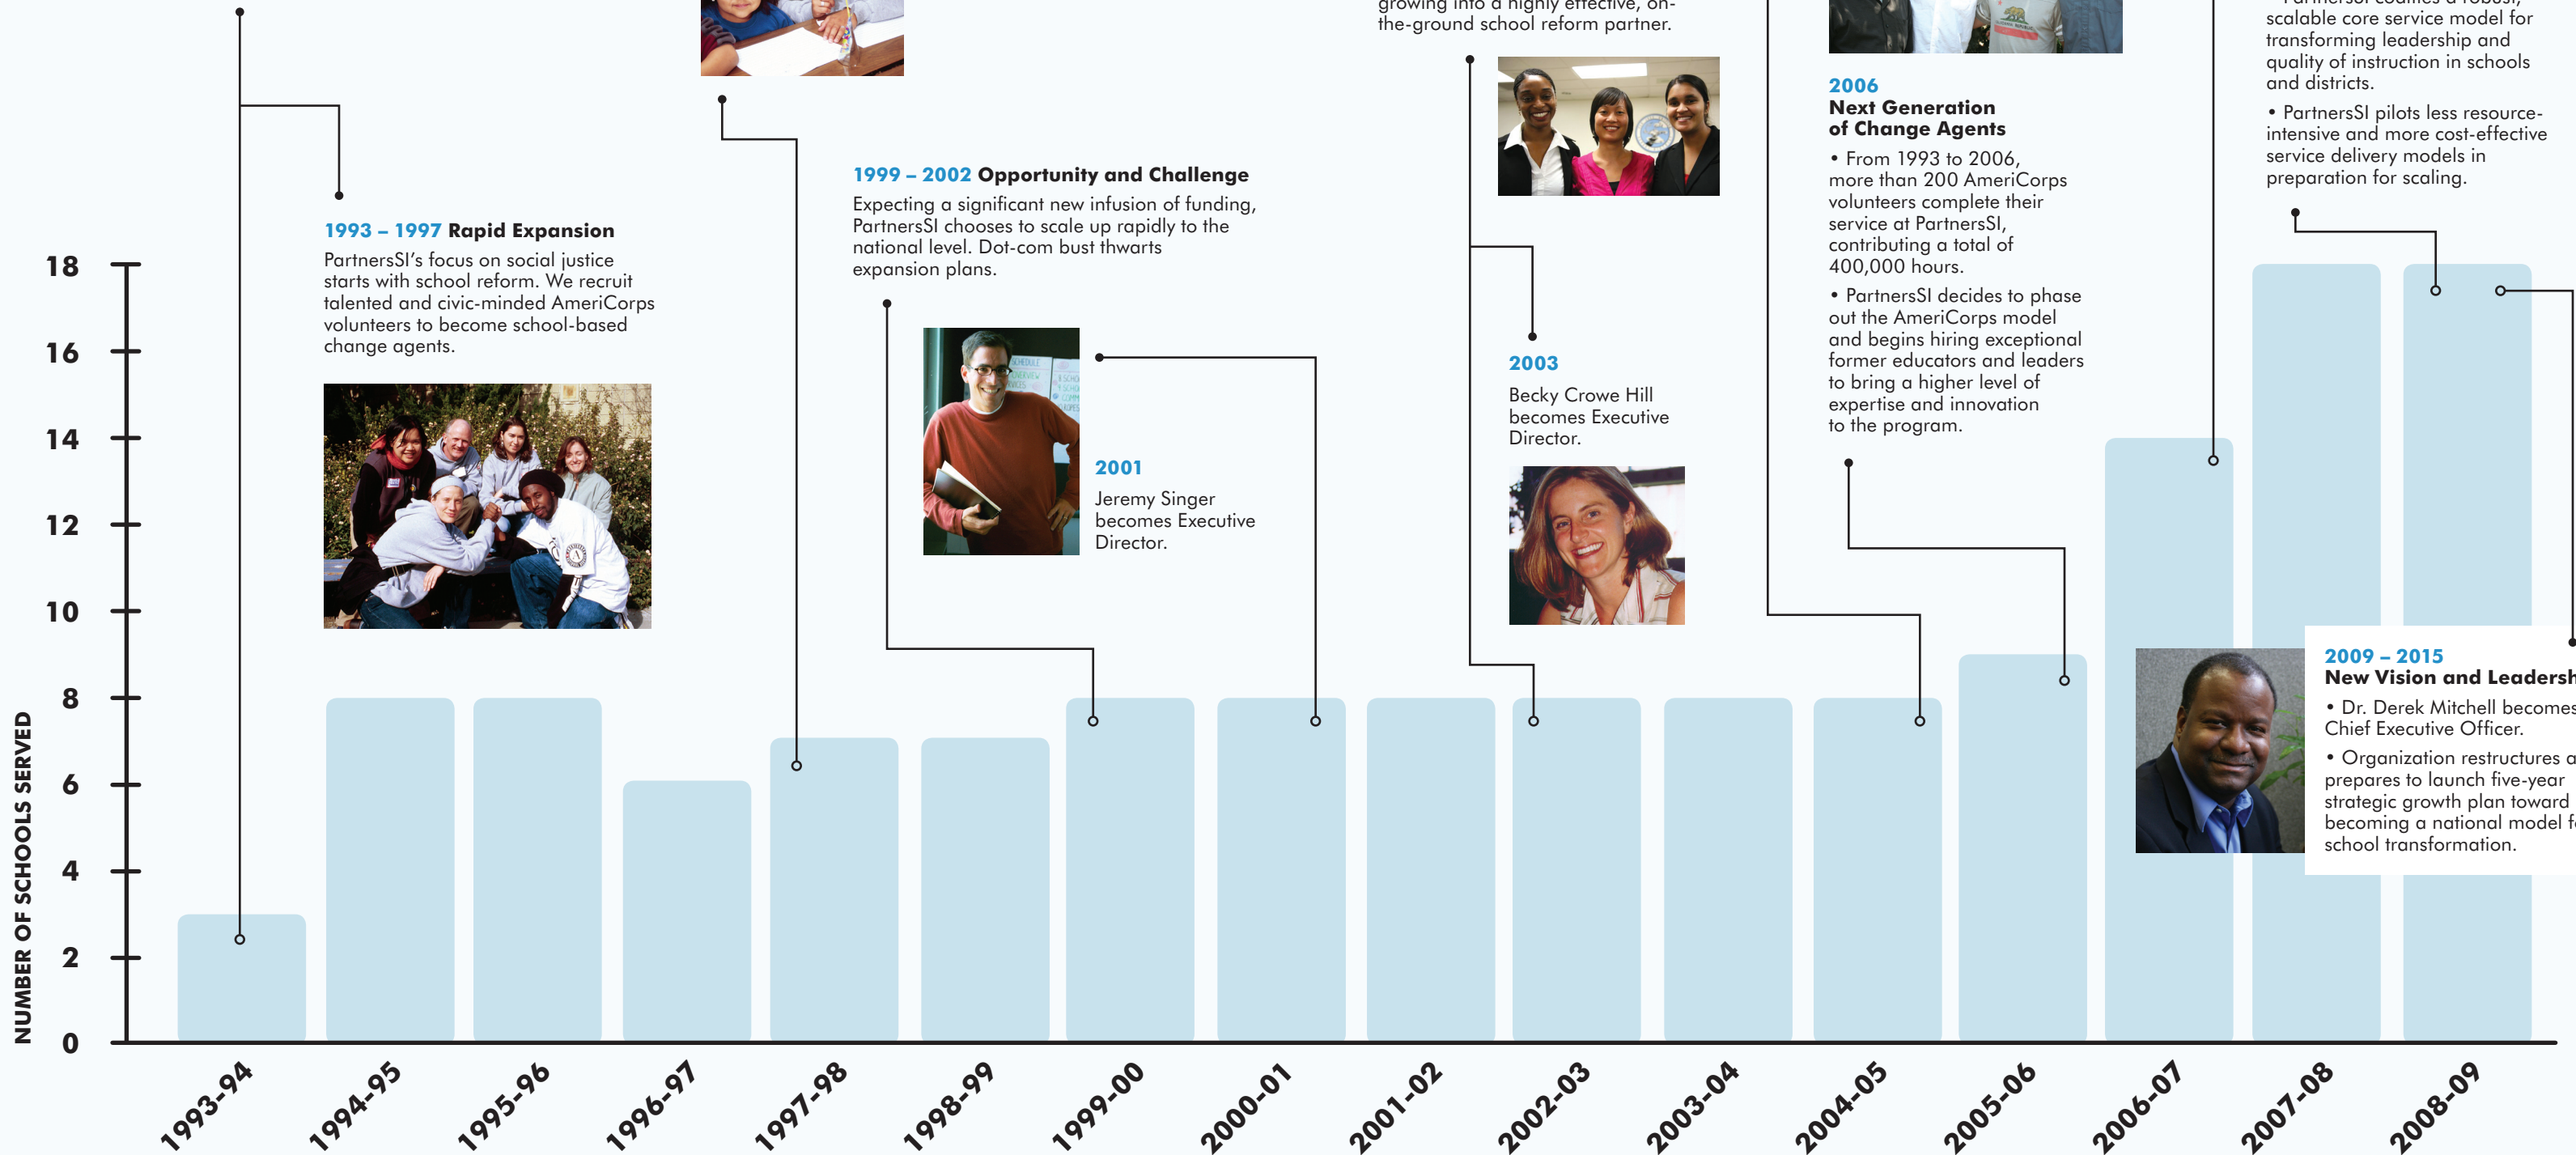 growing into a highly effective, on-
the-ground school reform partner.
scalable core service model for
transforming leadership and
quality of instruction in schools
and districts.
• PartnersSI pilots less resource-
intensive and more cost-effective
service delivery models in
preparation for scaling.
2006
Next Generation
of Change Agents
• From 1993 to 2006,
more than 200 AmeriCorps
volunteers complete their
service at PartnersSI,
contributing a total of
400,000 hours.
• PartnersSI decides to phase
out the AmeriCorps model
and begins hiring exceptional
former educators and leaders
to bring a higher level of
expertise and innovation
to the program.
1999 – 2002 Opportunity and Challenge
Expecting a significant new infusion of funding,
PartnersSI chooses to scale up rapidly to the
national level. Dot-com bust thwarts
expansion plans.
1993 – 1997 Rapid Expansion
PartnersSI's focus on social justice
starts with school reform. We recruit
talented and civic-minded AmeriCorps
volunteers to become school-based
change agents.
2001
Jeremy Singer
becomes Executive
Director.
2003
Becky Crowe Hill
becomes Executive
Director.
2009 – 2015
New Vision and
• Dr. Derek Mitchell becomes
Chief Executive Officer.
• Organization restructures
prepares to launch five-year
strategic growth plan toward
becoming a national model
school transformation.
NUMBER OF SCHOOLS SERVED
18
16
14
12
10
8
6
4
2
0
1993-94
1994-95
1995-96
1996-97
1997-98
1998-99
1999-00
2000-01
2001-02
2002-03
2003-04
2004-05
2005-06
2006-07
2007-08
2008-09